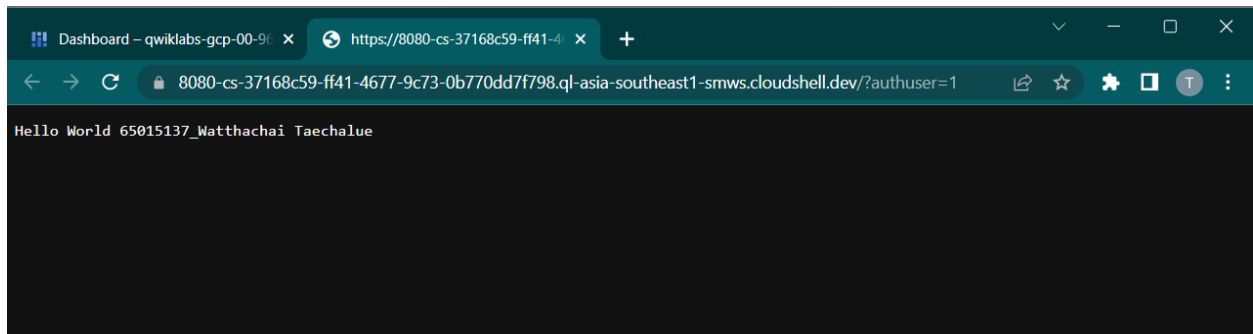 Dashboard – qwiklabs-gcp-00-96
https://8080-cs-37168c59-ff41-4
8080-cs-37168c59-ff41-4677-9c73-0b770dd7f798.ql-asia-southeast1-smws.cloudshell.dev/?authuser=1
T
Hello World 65015137_Watthachai Taechalue